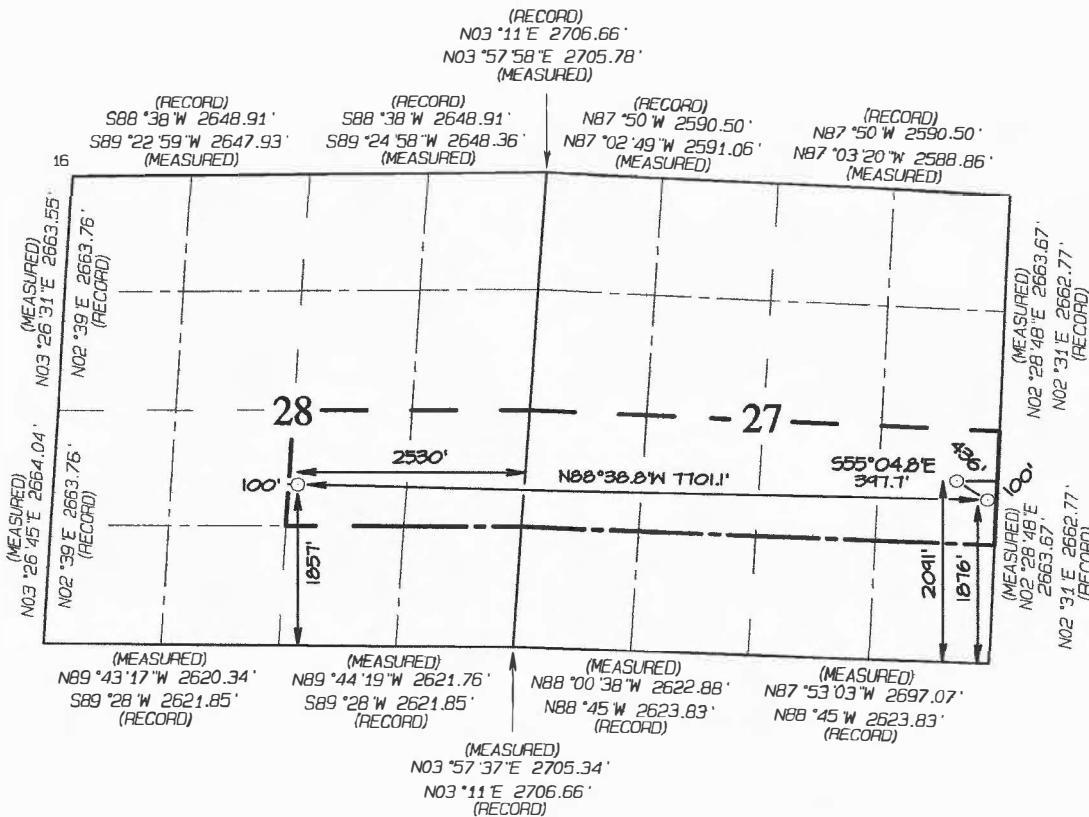 (RECORD)
N03°11'E 2706.66'
N03°57'58"E 2705.78'
(MEASURED)
(RECORD)
S88°38'W 2648.91'
S89°22'59"W 2647.93'
(MEASURED)
(RECORD)
S88°38'W 2648.91'
S89°24'58"W 2648.36'
(MEASURED)
(RECORD)
N87°50'W 2590.50'
N87°02'49"W 2591.06'
(MEASURED)
(RECORD)
N87°50'W 2590.50'
N87°03'20"W 2588.86'
(MEASURED)
16
(MEASURED)
N03°26'31"E 2663.55'
N02°39'E 2663.76'
(RECORD)
(MEASURED)
N02°28'48"E 2663.67'
N02°31'E 2662.77'
(RECORD)
28
27
2530'
N88°38.8'W 7701.1'
S55°04.8'E
397.7'
436'
100'
100'
1857'
2091'
1876'
(MEASURED)
N03°26'45"E 2664.04'
N02°39'E 2663.76'
(RECORD)
(MEASURED)
N02°28'48"E
2663.67'
N02°31'E 2662.77'
(RECORD)
(MEASURED)
N89°43'17"W 2620.34'
S89°28'W 2621.85'
(RECORD)
(MEASURED)
N89°44'19"W 2621.76'
S89°28'W 2621.85'
(RECORD)
(MEASURED)
N88°00'38"W 2622.88'
N88°45'W 2623.83'
(RECORD)
(MEASURED)
N87°53'03"W 2697.07'
N88°45'W 2623.83'
(RECORD)
(MEASURED)
N03°57'37"E 2705.34'
N03°11'E 2706.66'
(RECORD)